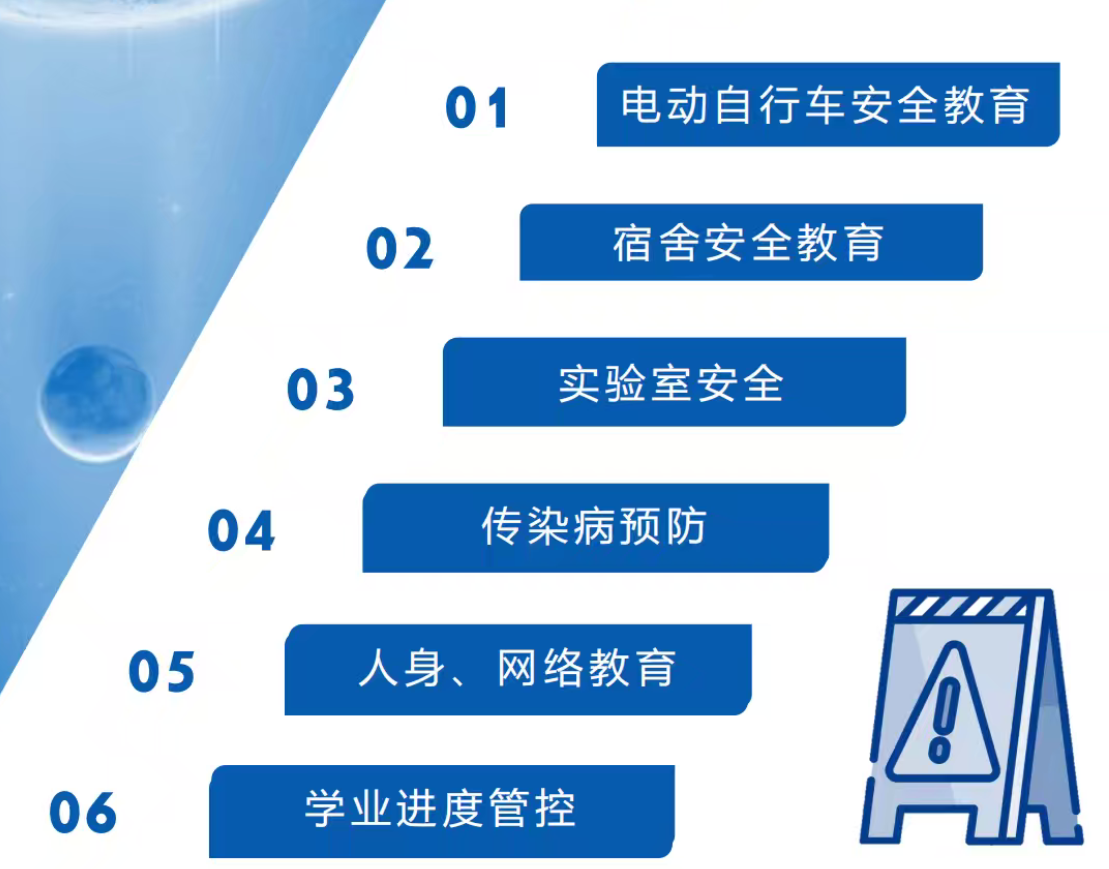 01 电动自行车安全教育
02 宿舍安全教育
03 实验室安全
04 传染病预防
05 人身、网络教育
06 学业进度管控